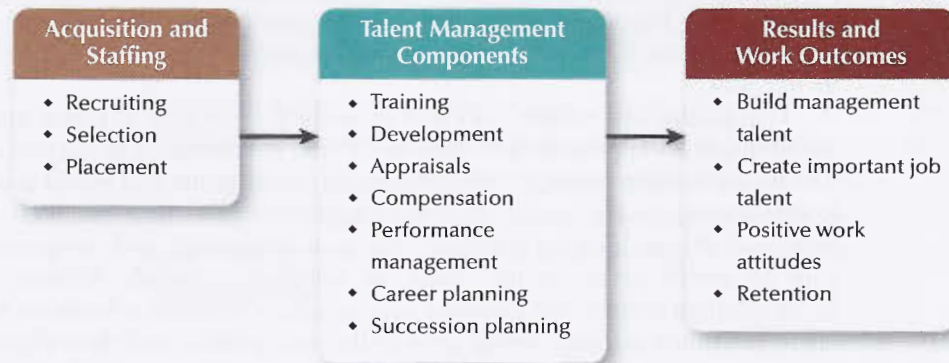 Acquisition and
Staffing
• Recruiting
• Selection
• Placement
Talent Management
Components
• Training
• Development
• Appraisals
• Compensation
• Performance
management
• Career planning
• Succession planning
Results and
Work Outcomes
• Build management
talent
• Create important job
talent
• Positive work
attitudes
• Retention